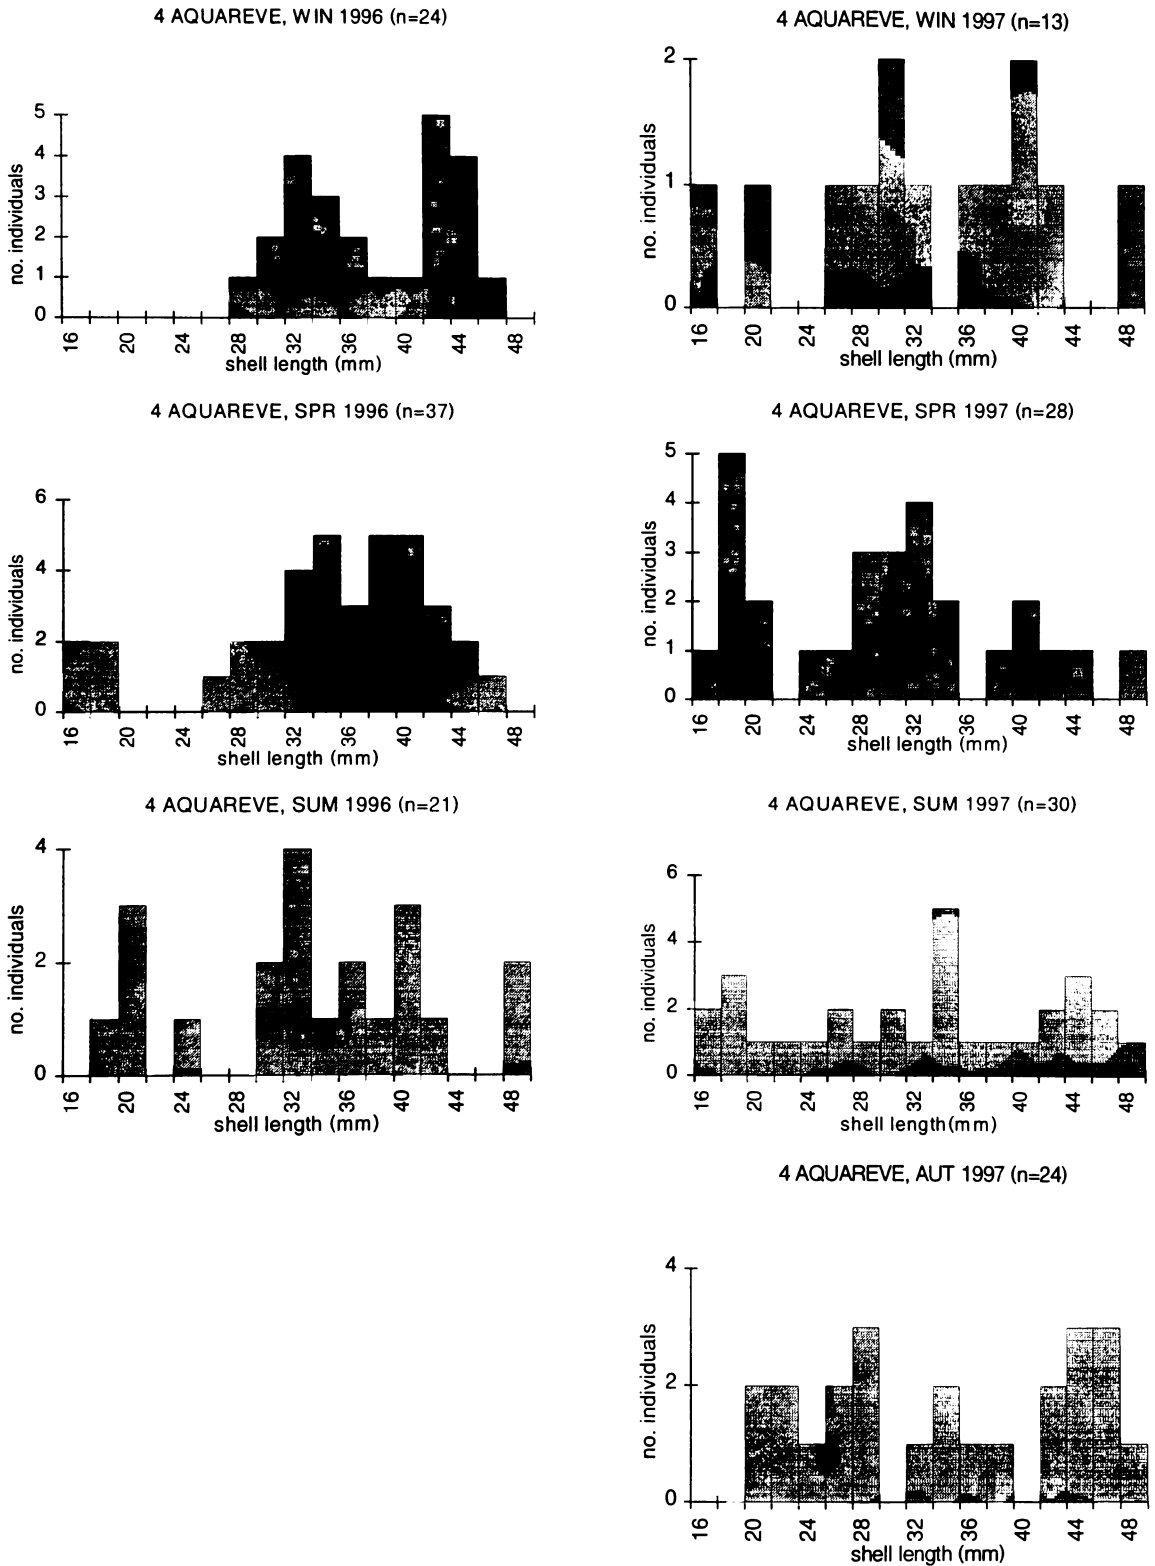 4 AQUAREVE, WIN 1996 (n=24)
no. individuals
5
4
3
2
1
0
16 20 24 28 32 36 40 44 48
shell length (mm)
4 AQUAREVE, WIN 1997 (n=13)
no. individuals
2
1
0
16 20 24 28 32 36 40 44 48
shell length (mm)
4 AQUAREVE, SPR 1996 (n=37)
no. individuals
6
4
2
0
16 20 24 28 32 36 40 44 48
shell length (mm)
4 AQUAREVE, SPR 1997 (n=28)
no. individuals
5
4
3
2
1
0
16 20 24 28 32 36 40 44 48
shell length (mm)
4 AQUAREVE, SUM 1996 (n=21)
no. individuals
4
2
0
16 20 24 28 32 36 40 44 48
shell length (mm)
4 AQUAREVE, SUM 1997 (n=30)
no. individuals
6
4
2
0
16 20 24 28 32 36 40 44 48
shell length(mm)
4 AQUAREVE, AUT 1997 (n=24)
no. individuals
4
2
0
16 20 24 28 32 36 40 44 48
shell length (mm)